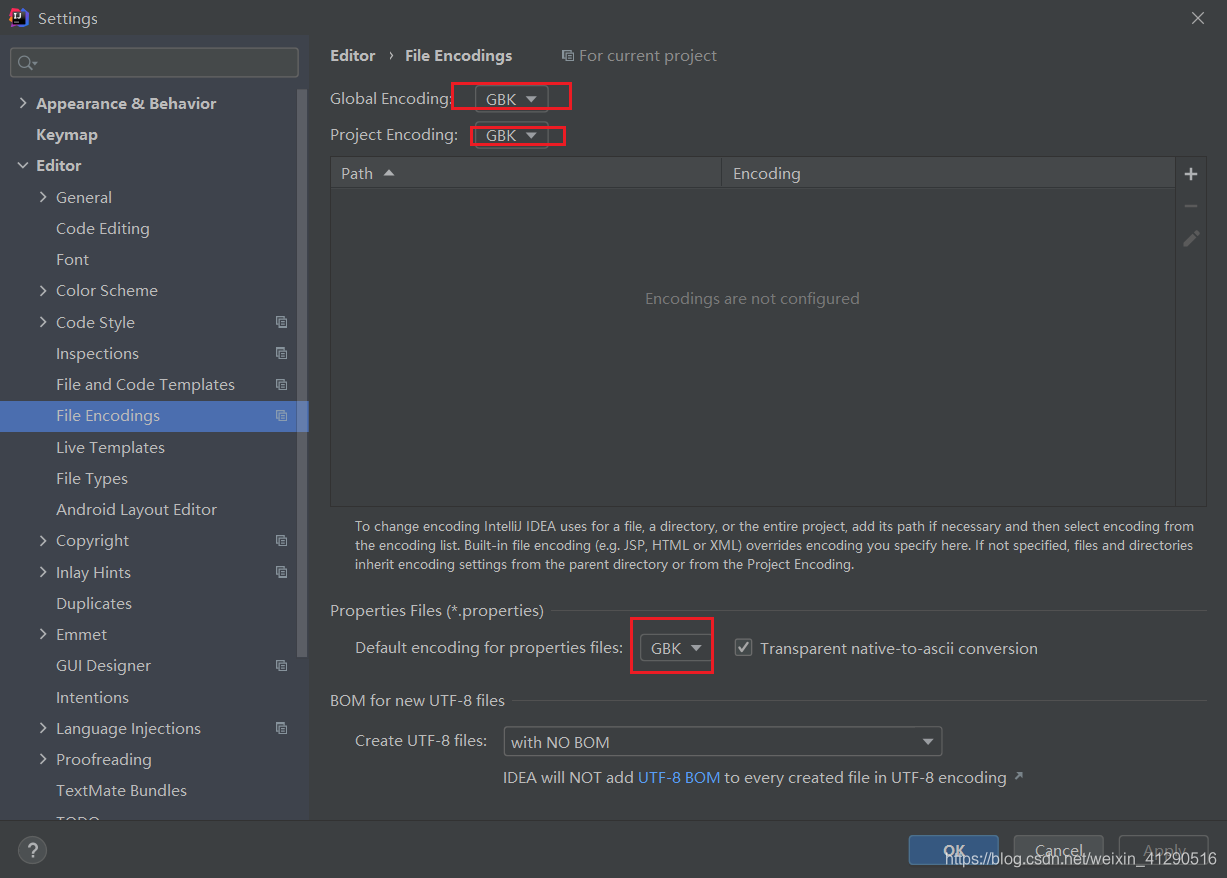 Settings
Appearance & Behavior
Keymap
Editor
General
Code Editing
Font
Color Scheme
Code Style
Inspections
File and Code Templates
File Encodings
Live Templates
File Types
Android Layout Editor
Copyright
Inlay Hints
Duplicates
Emmet
GUI Designer
Intentions
Language Injections
Proofreading
TextMate Bundles
TODO
Editor › File Encodings For current project
Global Encoding: GBK
Project Encoding: GBK
Path Encoding
Encodings are not configured
To change encoding IntelliJ IDEA uses for a file, a directory, or the entire project, add its path if necessary and then select encoding from
the encoding list. Built-in file encoding (e.g. JSP, HTML or XML) overrides encoding you specify here. If not specified, files and directories
inherit encoding settings from the parent directory or from the Project Encoding.
Properties Files (*.properties)
Default encoding for properties files: GBK Transparent native-to-ascii conversion
BOM for new UTF-8 files
Create UTF-8 files: with NO BOM
IDEA will NOT add UTF-8 BOM to every created file in UTF-8 encoding ↗
? OK Cancel Apply
https://blog.csdn.net/weixin_41290516